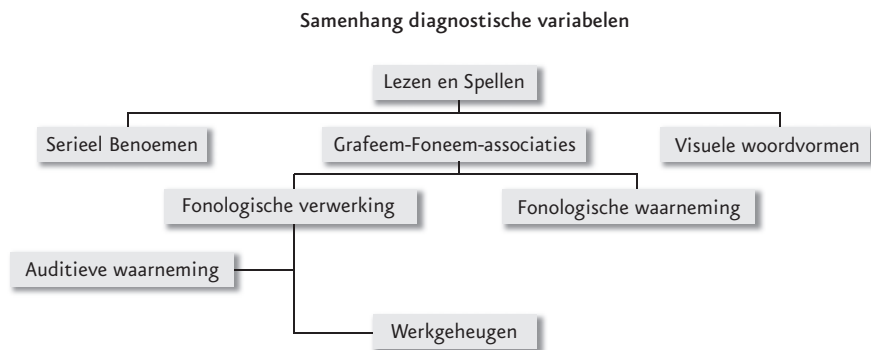 Samenhang diagnostische variabelen
Lezen en Spellen
Serieel Benoemen
Grafeem-Foneem-associaties
Visuele woordvormen
Fonologische verwerking
Fonologische waarneming
Auditieve waarneming
Werkgeheugen